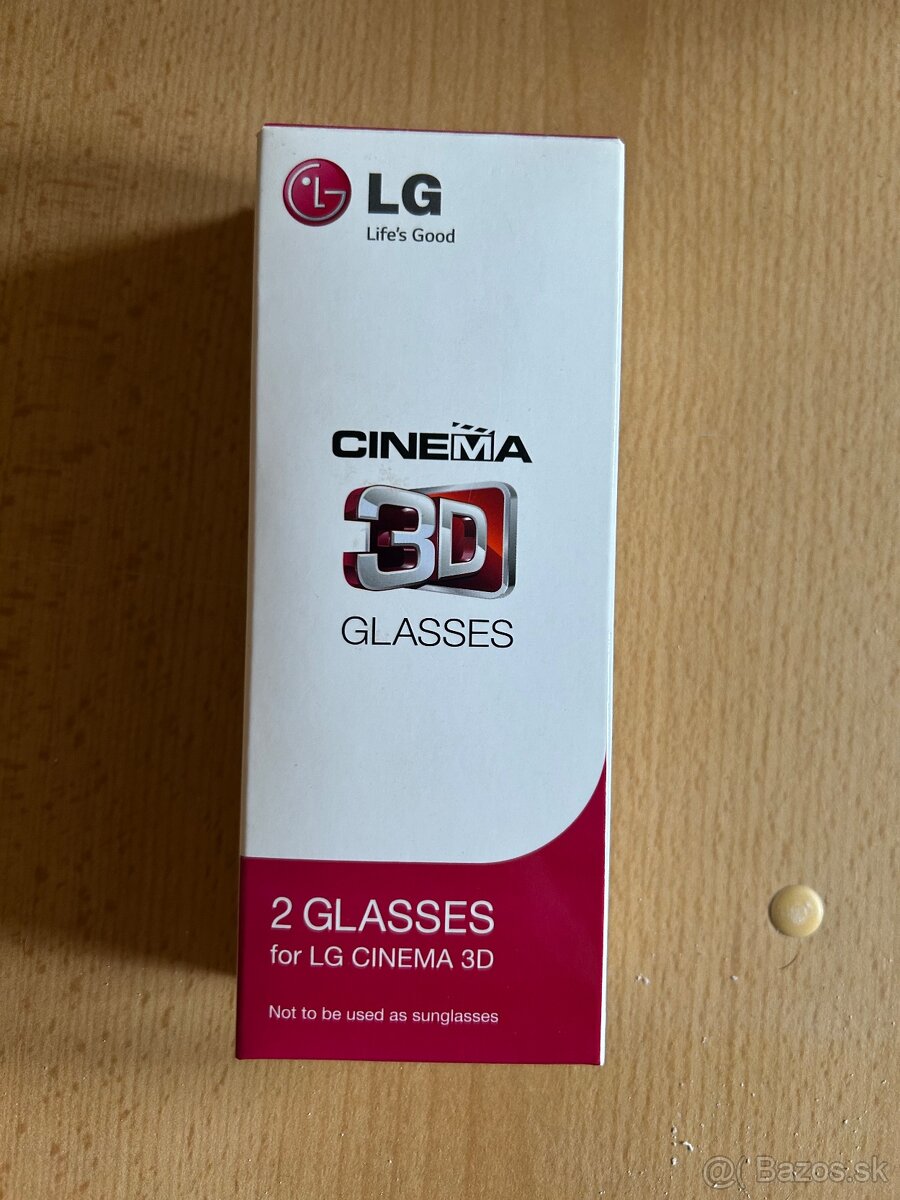 LG
Life's Good
CINEMA
3D
GLASSES
2 GLASSES
for LG CINEMA 3D
Not to be used as sunglasses
@( Bazos.sk